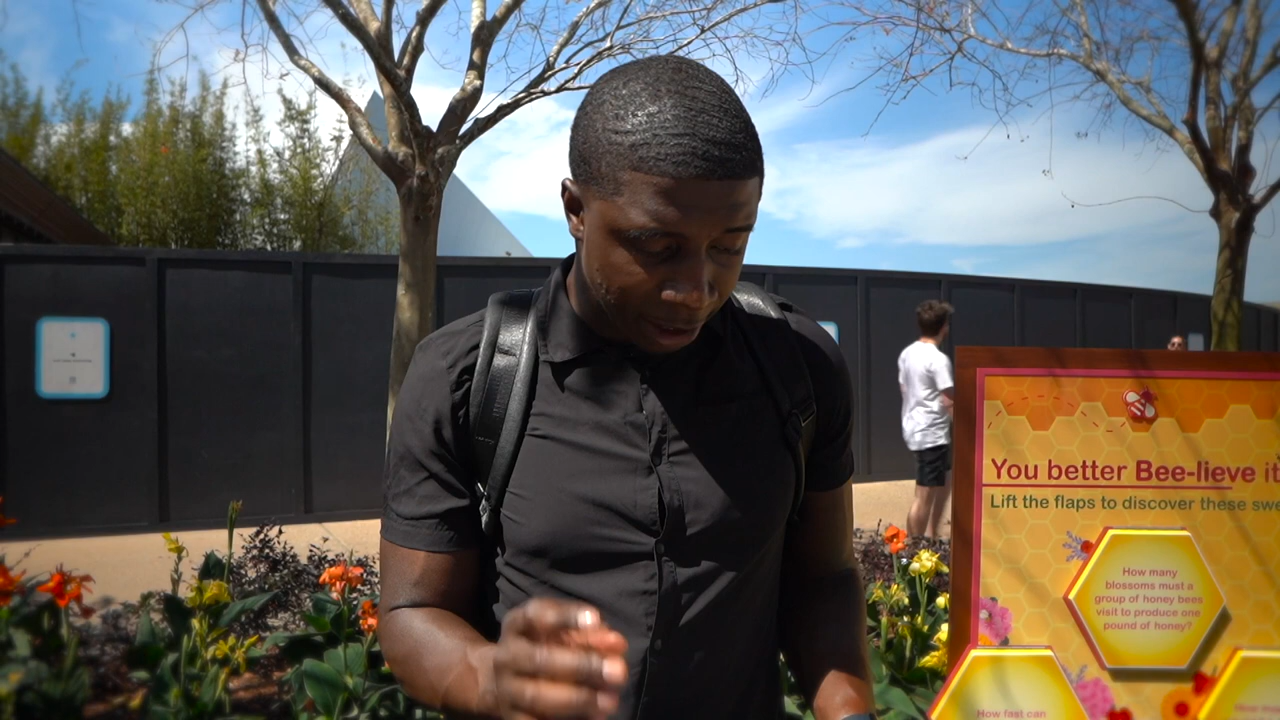 You better Bee-lieve it
Lift the flaps to discover these swe
How many
blossoms must a
group of honey bees
visit to produce one
pound of honey?
How fast can